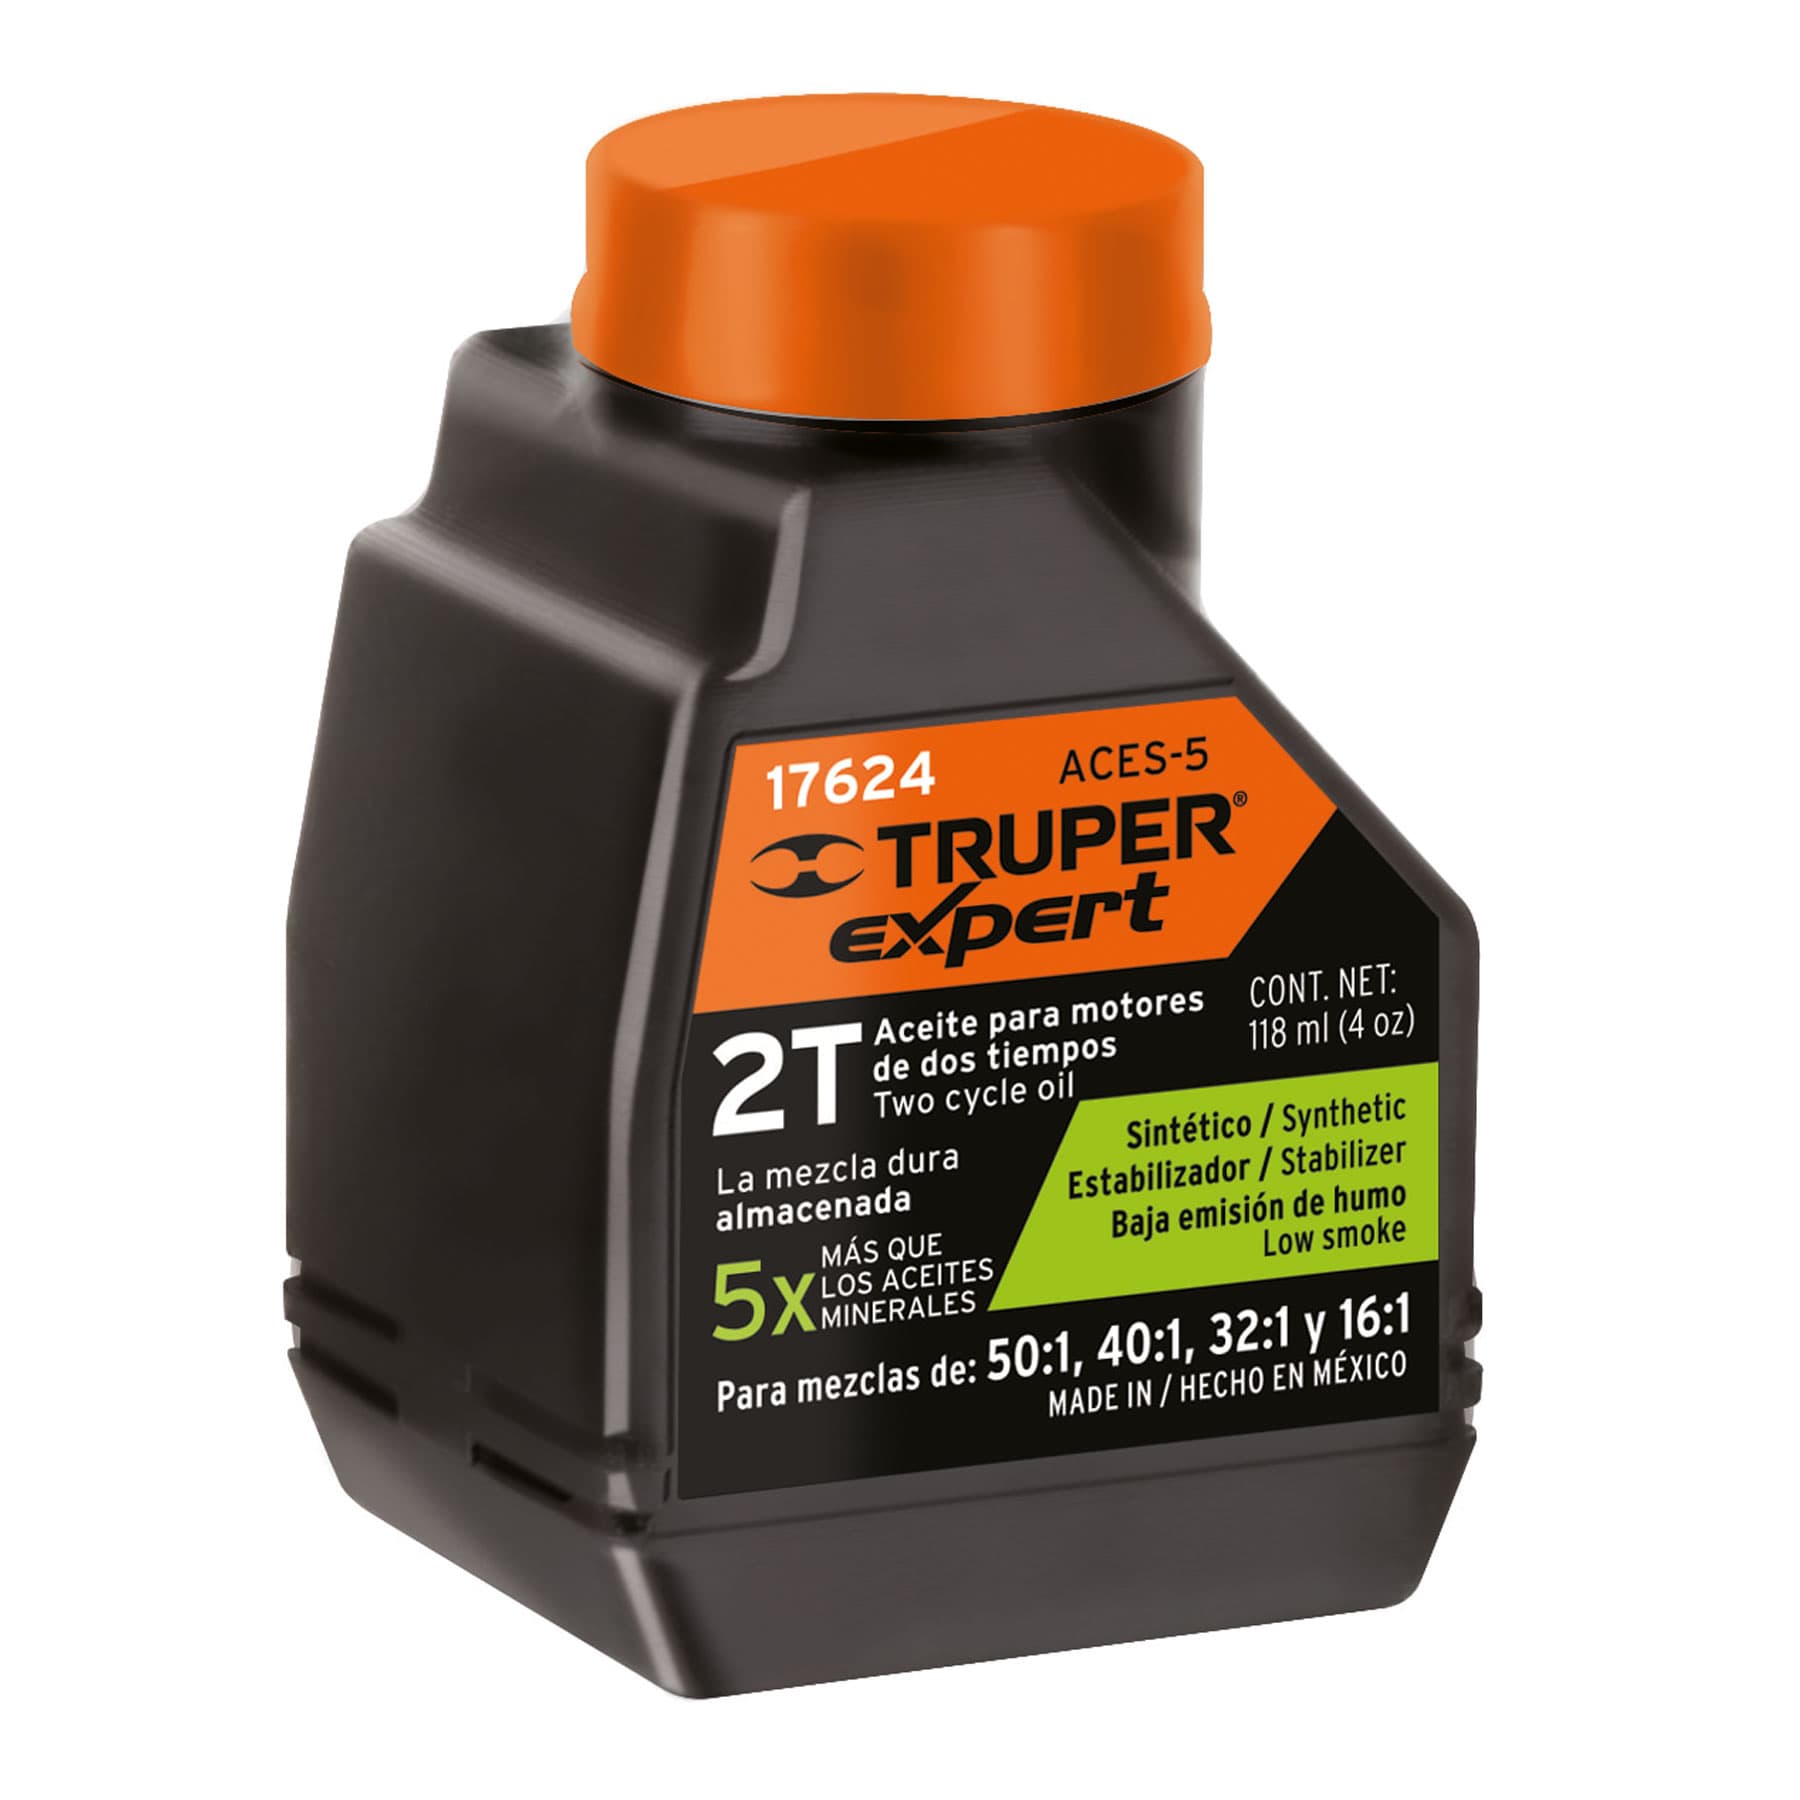 17624
ACES-5
TRUPER®
expert
2T
Aceite para motores
de dos tiempos
Two cycle oil
CONT. NET:
118 ml (4 oz)
Sintético / Synthetic
Estabilizador / Stabilizer
Baja emisión de humo
Low smoke
La mezcla dura
almacenada
5x
MÁS QUE
LOS ACEITES
MINERALES
Para mezclas de: 50:1, 40:1, 32:1 y 16:1
MADE IN / HECHO EN MÉXICO